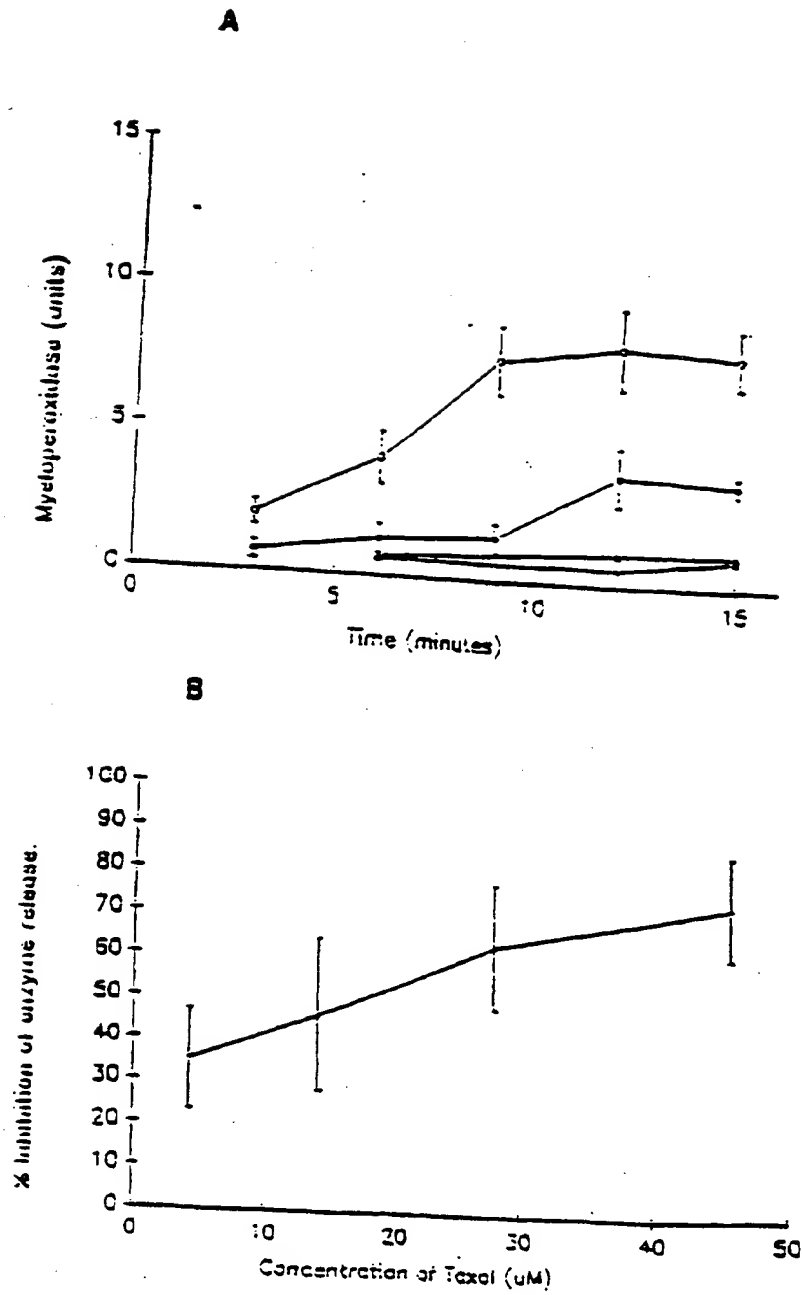 A
15
10
5
0
Myeloperoxidase (units)
0 5 10 15
Time (minutes)
B
100
90
80
70
60
50
40
30
20
10
0
% Inhibition of enzyme release.
0 10 20 30 40 50
Concentration of Taxol (uM)